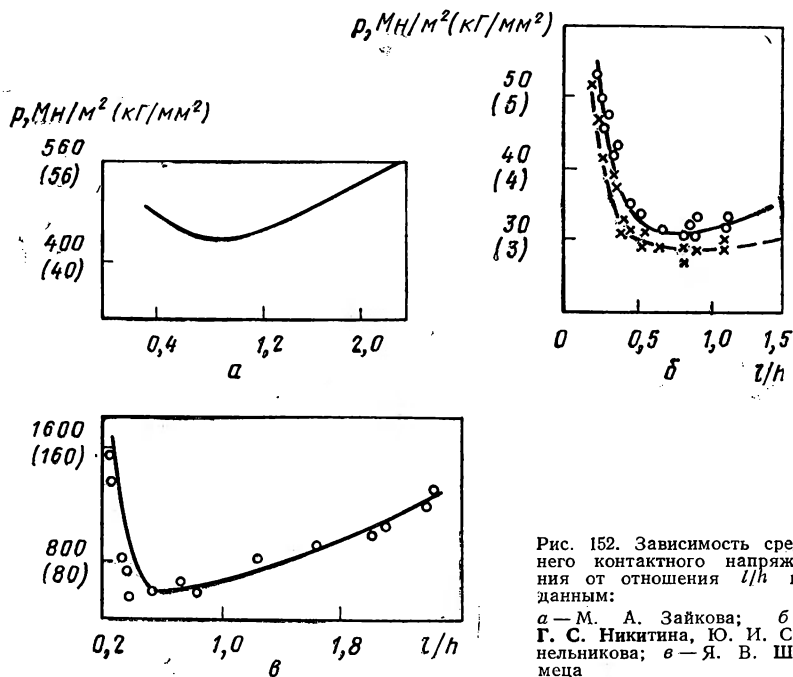 р, Мн/м² (кГ/мм²)
560
(56)
400
(40)
0,4 1,2 2,0
а
р, Мн/м² (кГ/мм²)
50
(5)
40
(4)
30
(3)
0 0,5 1,0 1,5
б l/h
1600
(160)
800
(80)
0,2 1,0 1,8 l/h
в
Рис. 152. Зависимость сре
него контактного напряж
ния от отношения l/h
данным:
а — М. А. Зайкова; б
Г. С. Никитина, Ю. И. С
нельникова; в — Я. В. Ш
меца